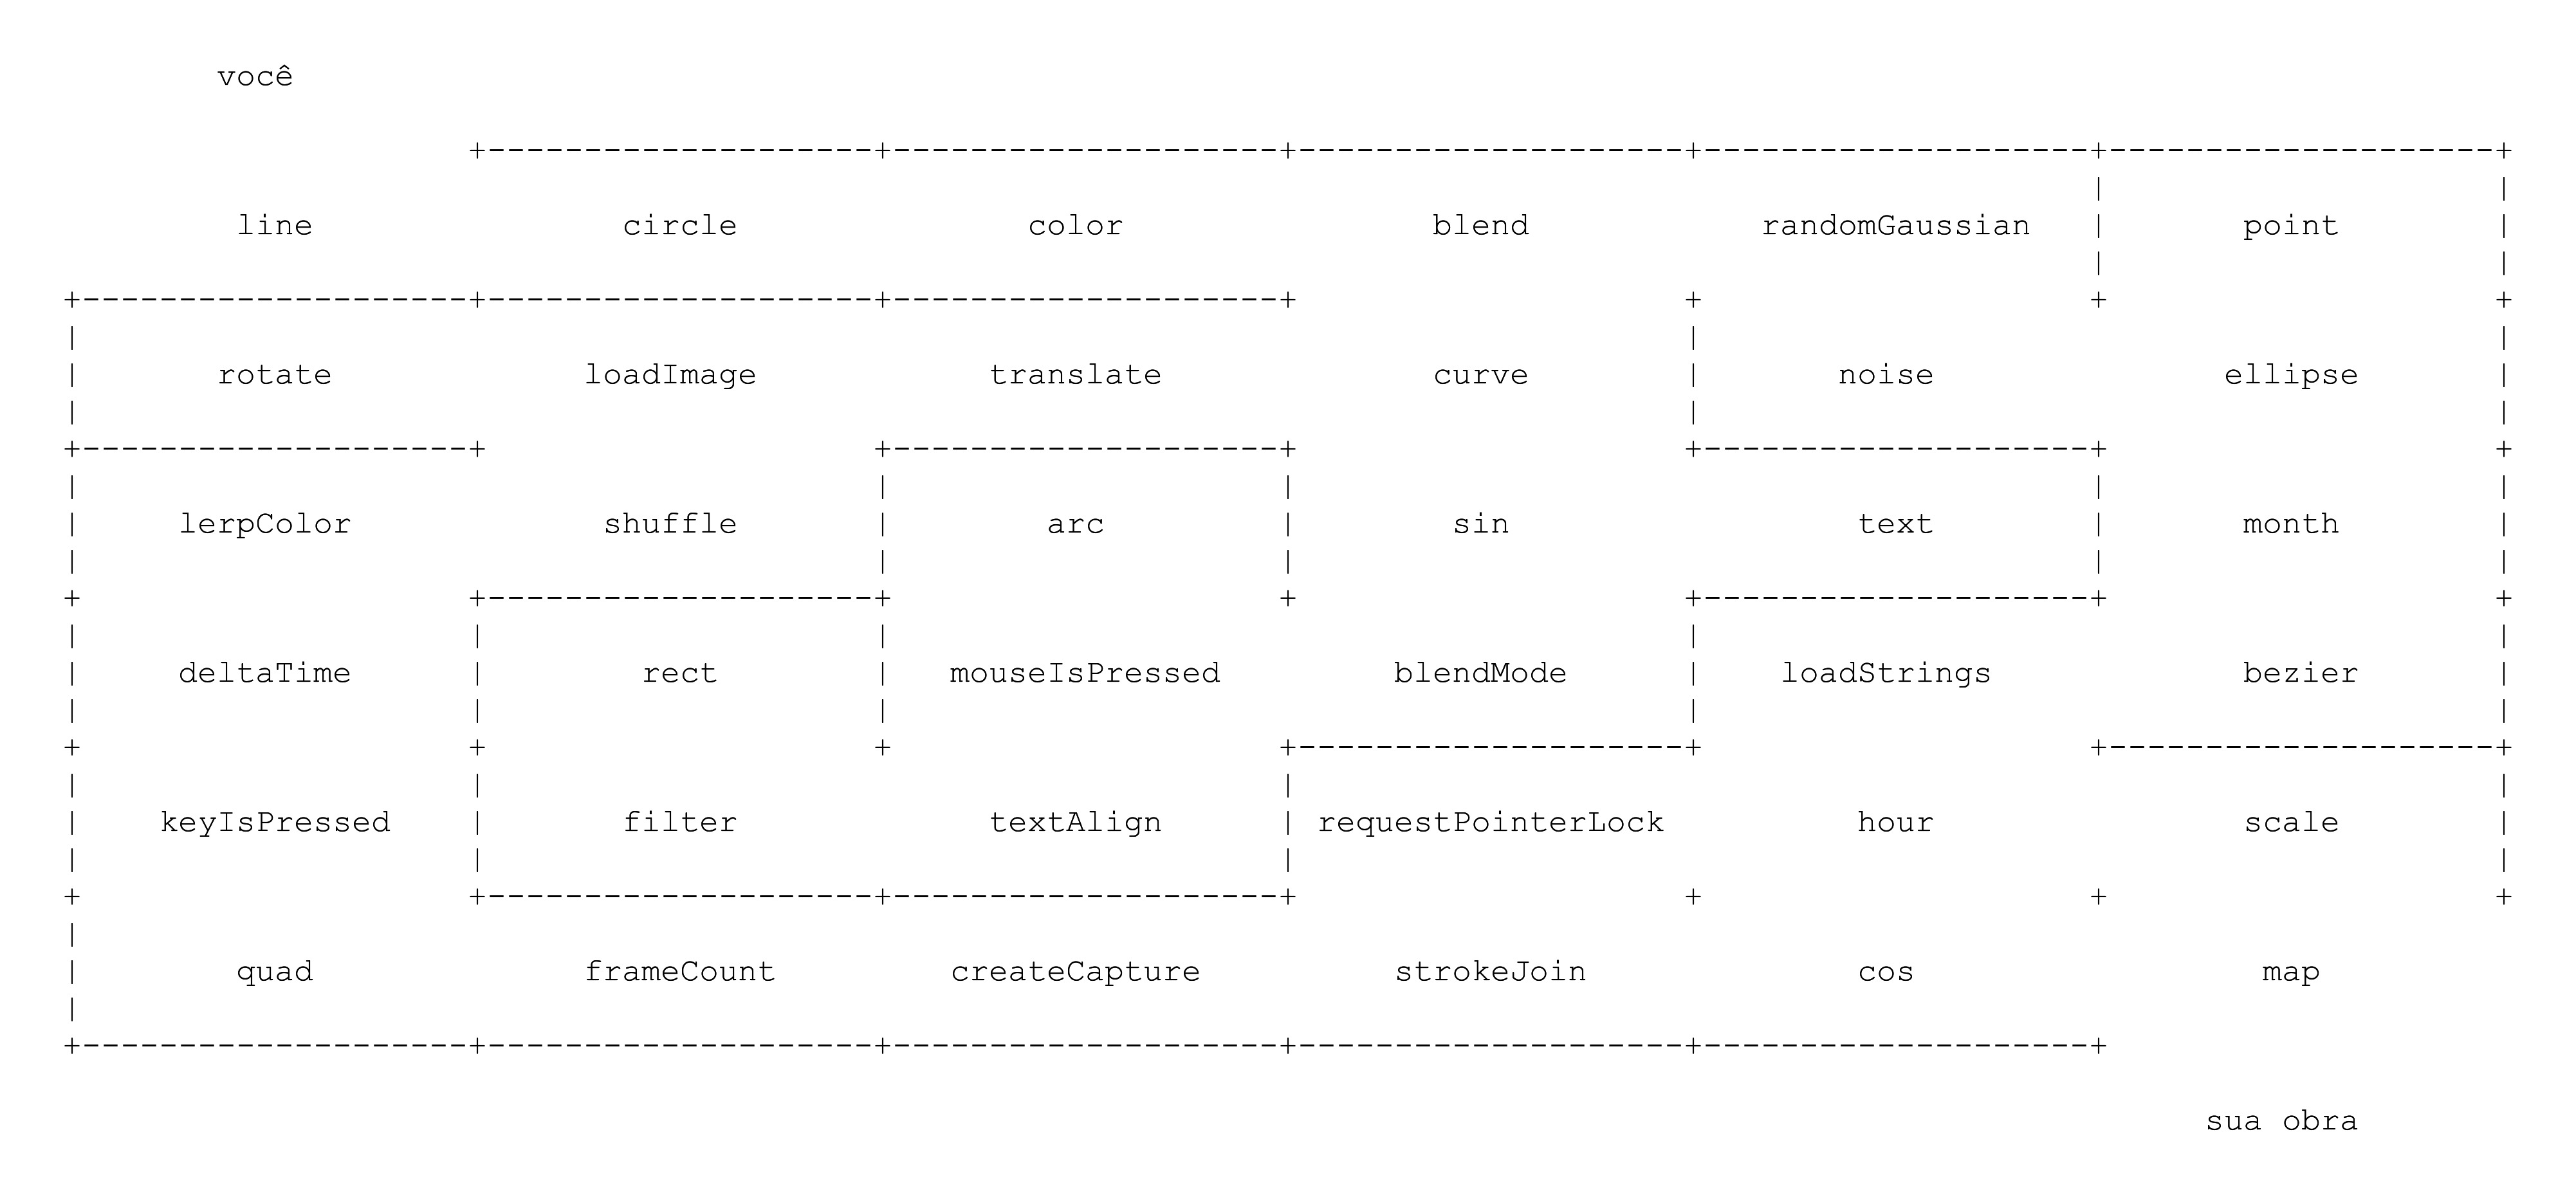 você
line circle color blend randomGaussian point
rotate loadImage translate curve noise ellipse
lerpColor shuffle arc sin text month
deltaTime rect mouseIsPressed blendMode loadStrings bezier
keyIsPressed filter textAlign requestPointerLock hour scale
quad frameCount createCapture strokeJoin cos map
sua obra